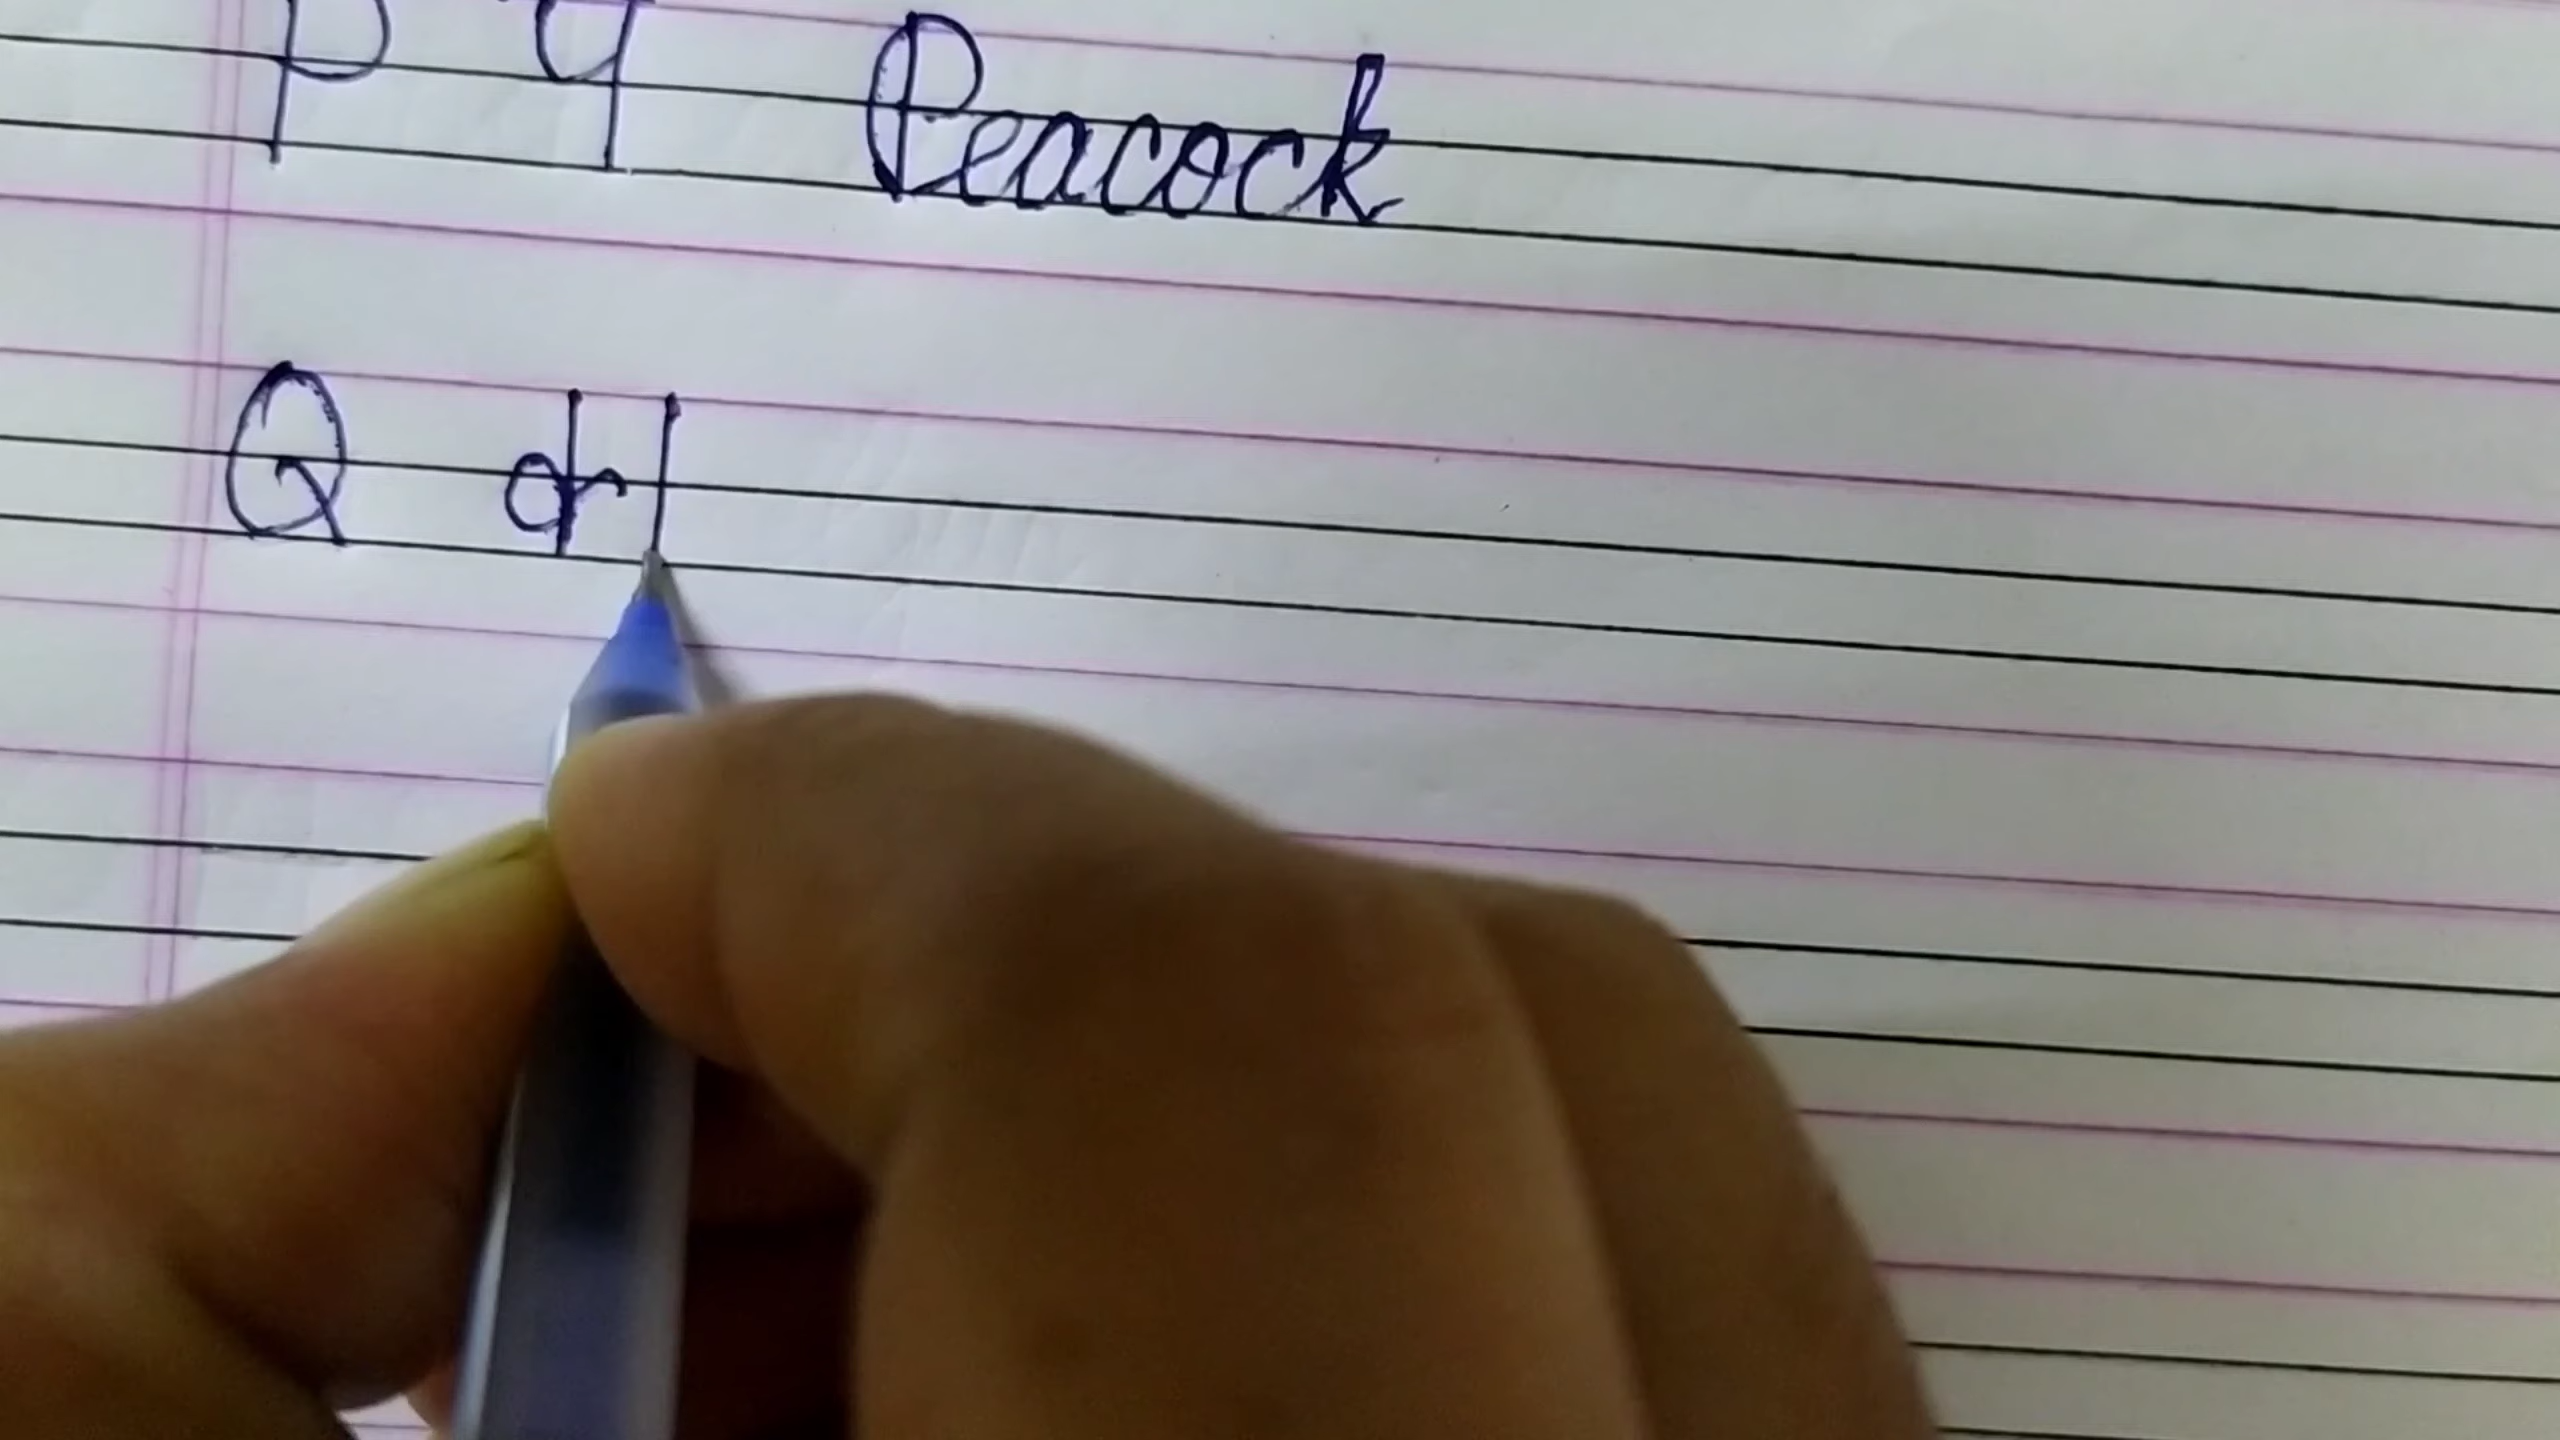 P प Peacock
Q क